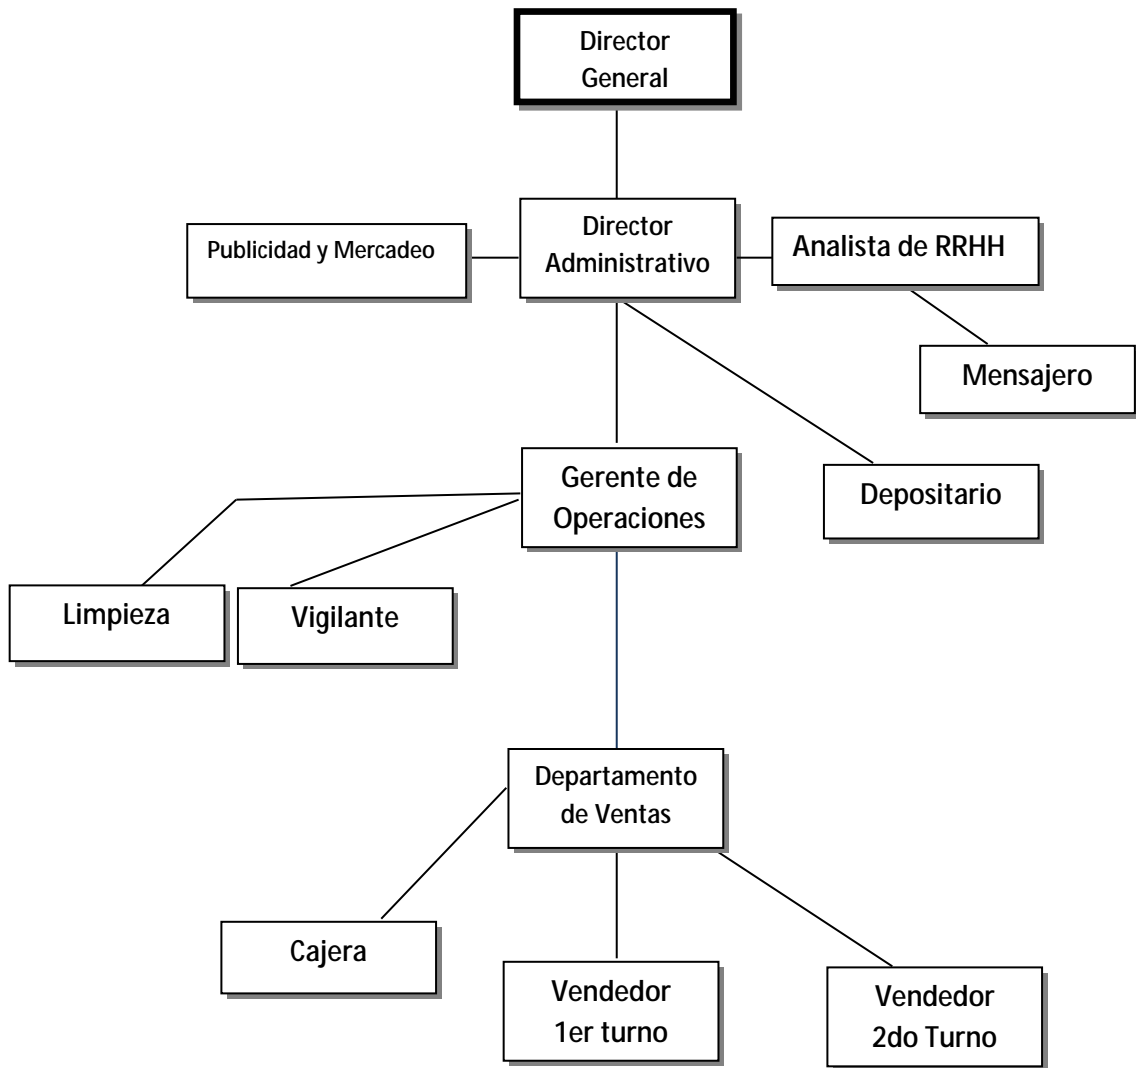 Director
General
Publicidad y Mercadeo
Director
Administrativo
Analista de RRHH
Mensajero
Gerente de
Operaciones
Depositario
Limpieza
Vigilante
Departamento
de Ventas
Cajera
Vendedor
1er turno
Vendedor
2do Turno